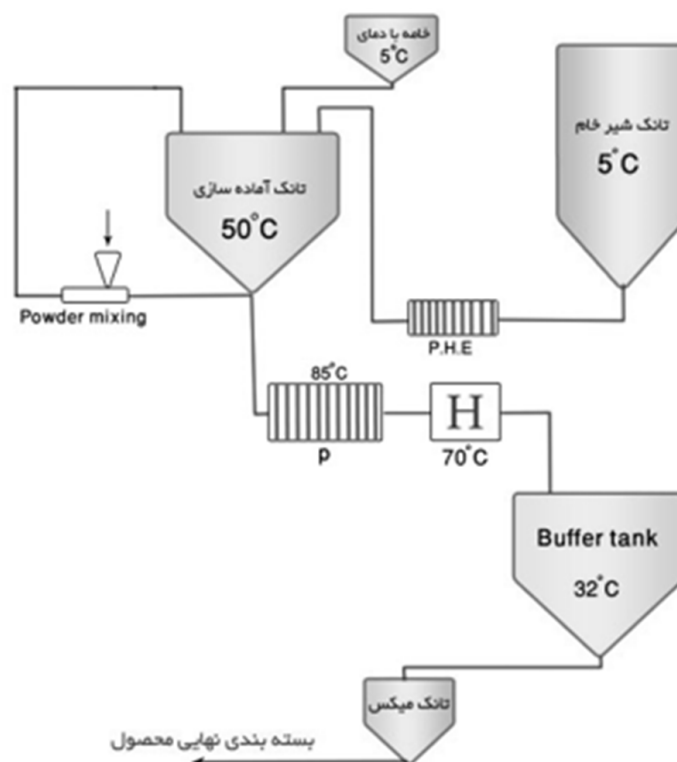 خامه با دمای
5°C
تانک شیر خام
5°C
تانک آماده سازی
50°C
Powder mixing
P.H.E
85°C
p
H
70°C
Buffer tank
32°C
تانک میکس
بسته بندی نهایی محصول